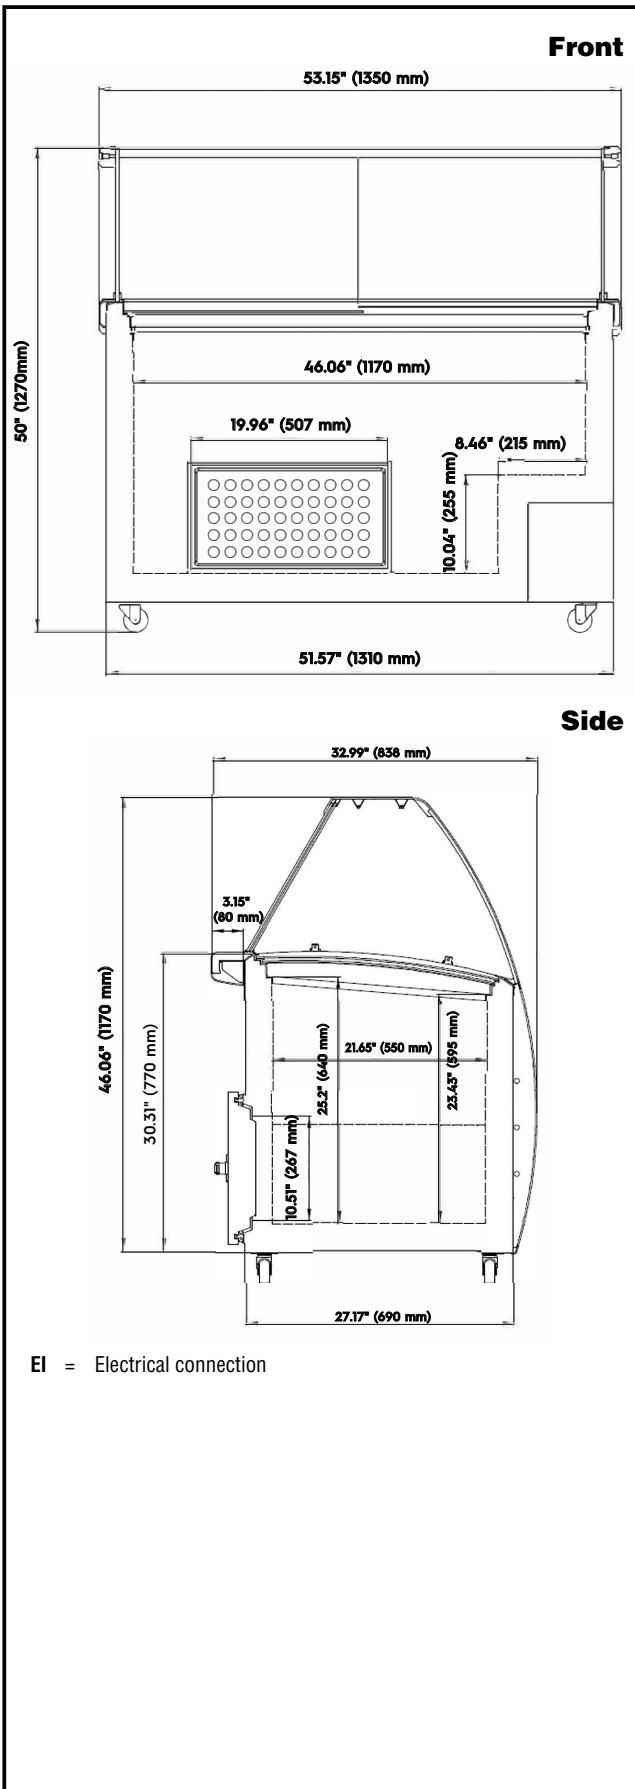 Front
53.15" (1350 mm)
50" (1270mm)
46.06" (1170 mm)
19.96" (507 mm)
8.46" (215 mm)
10.04" (255 mm)
51.57" (1310 mm)
Side
32.99" (838 mm)
3.15"
(80 mm)
46.06" (1170 mm)
30.31" (770 mm)
21.65" (550 mm)
25.2" (640 mm)
23.43" (595 mm)
10.51" (267 mm)
27.17" (690 mm)
EI = Electrical connection